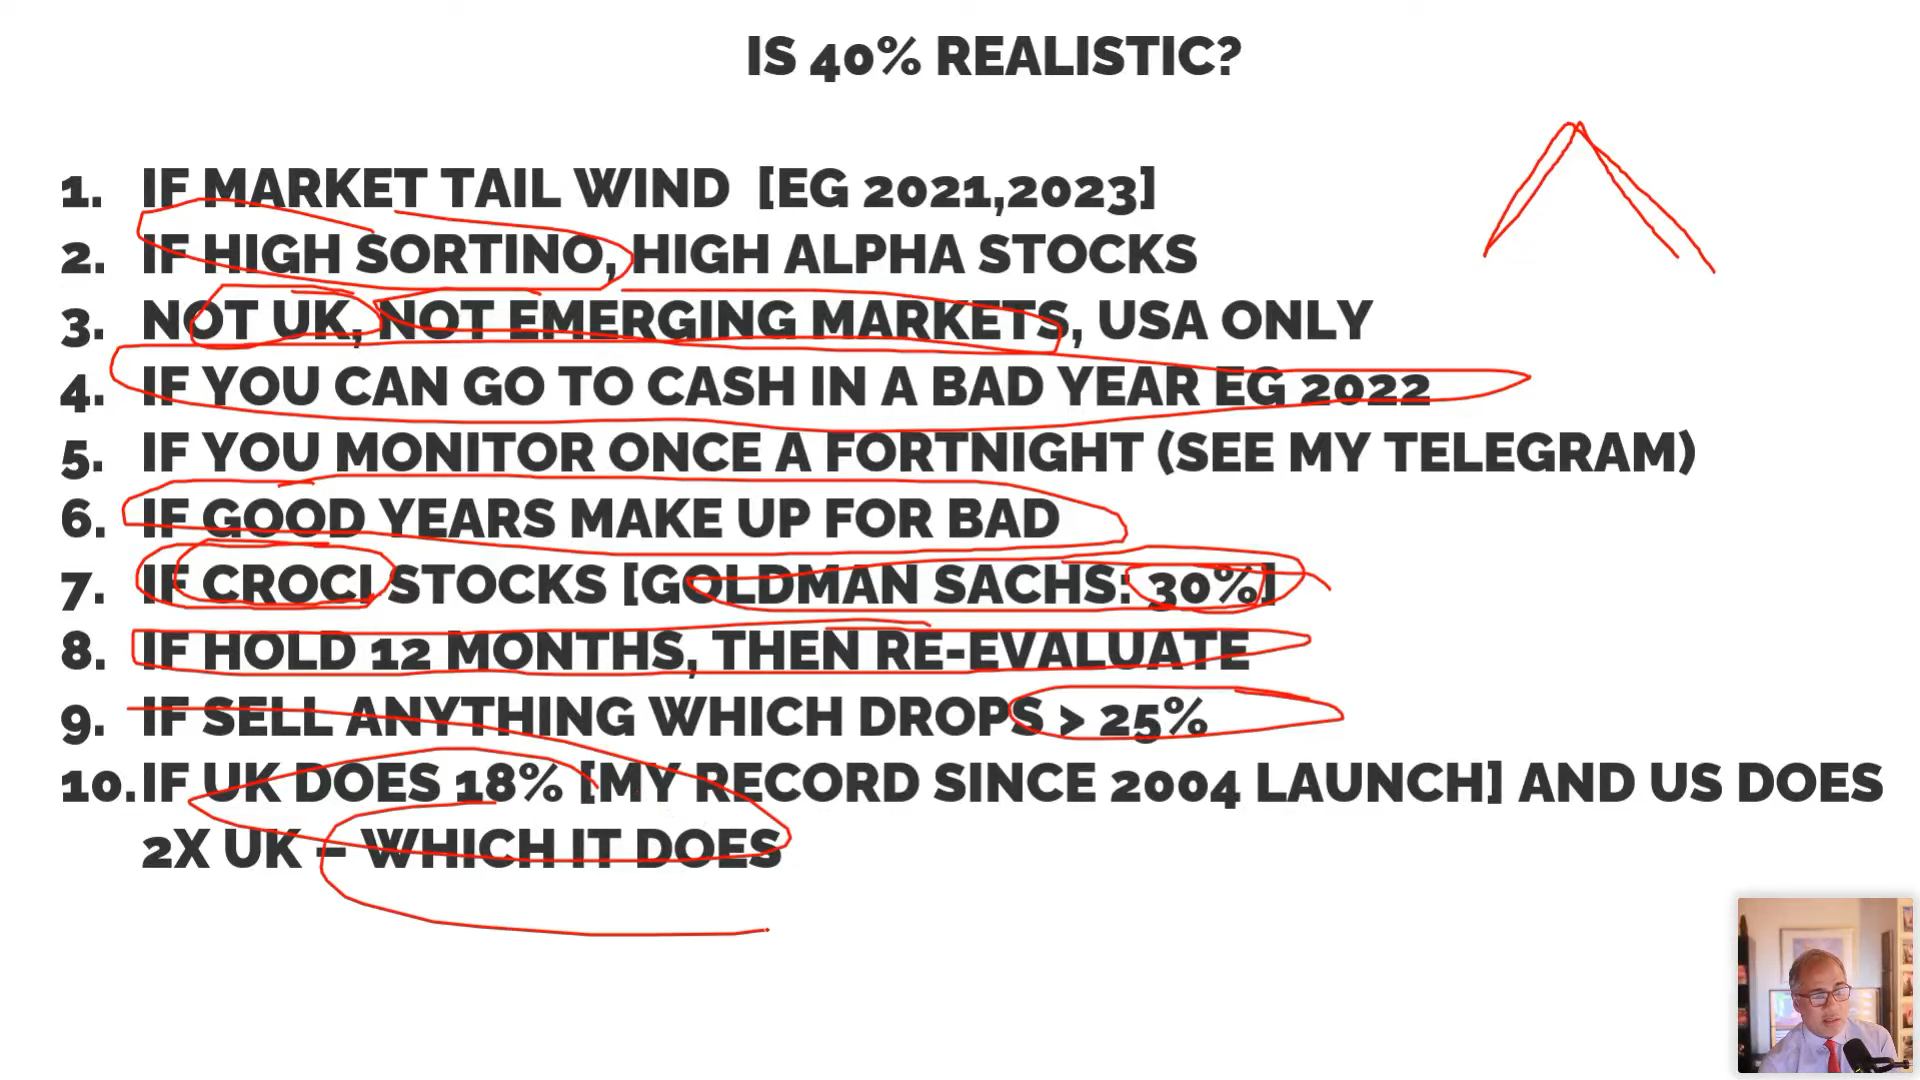 IS 40% REALISTIC?
1. IF MARKET TAIL WIND [EG 2021,2023]
2. IF HIGH SORTINO, HIGH ALPHA STOCKS
3. NOT UK, NOT EMERGING MARKETS, USA ONLY
4. IF YOU CAN GO TO CASH IN A BAD YEAR EG 2022
5. IF YOU MONITOR ONCE A FORTNIGHT (SEE MY TELEGRAM)
6. IF GOOD YEARS MAKE UP FOR BAD
7. IF CROCI STOCKS [GOLDMAN SACHS: 30%]
8. IF HOLD 12 MONTHS, THEN RE-EVALUATE
9. IF SELL ANYTHING WHICH DROPS > 25%
10. IF UK DOES 18% [MY RECORD SINCE 2004 LAUNCH] AND US DOES
2X UK – WHICH IT DOES